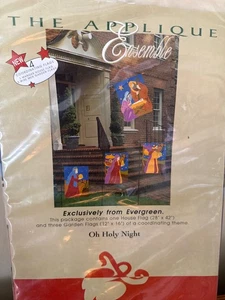 THE APPLIQUE
Ensemble
NEW
4
Exclusively from Evergreen.
This package contains one House Flag (28" x 42")
and three Garden Flags (12" x 18") of a coordinating theme.
Oh Holy Night